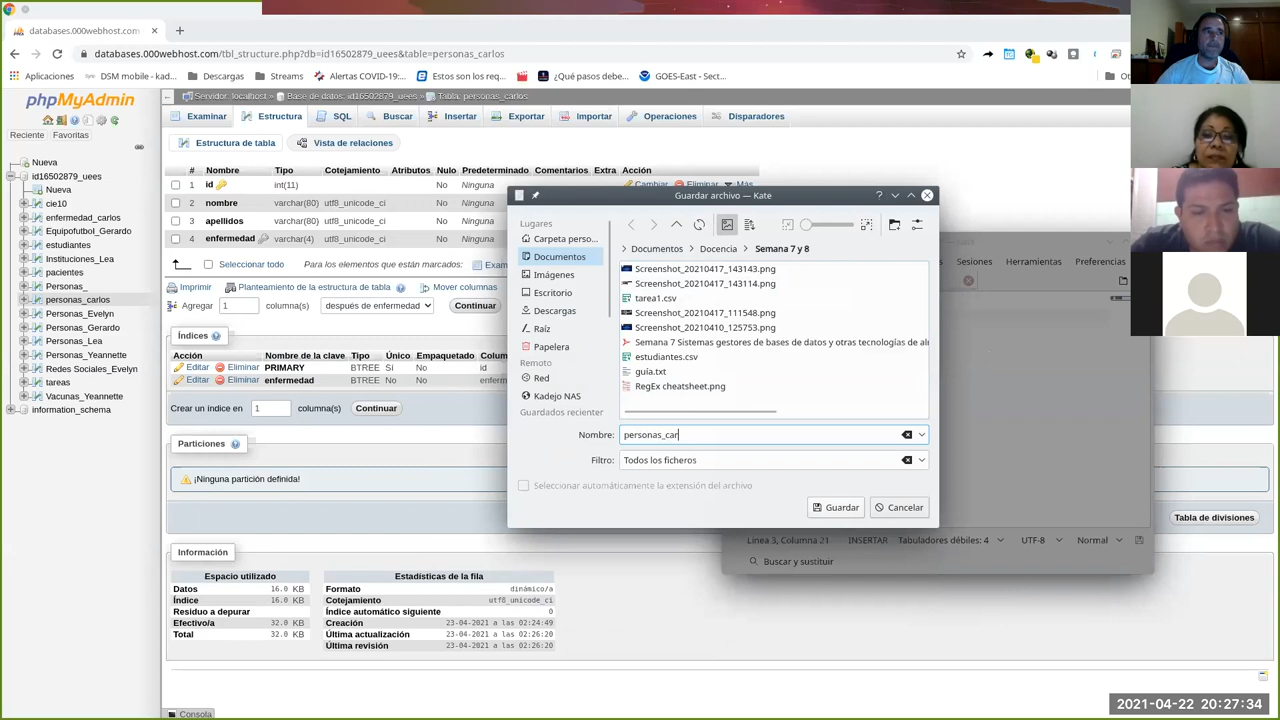 databases.000webhost.com
databases.000webhost.com/tbl_structure.php?db=id16502879_uees&table=personas_carlos
Aplicaciones DSM mobile - kad... Descargas Streams Alertas COVID-19:... Estos son los req... ¿Qué pasos debe... GOES-East - Sect...
phpMyAdmin
Reciente Favoritas
Nueva
id16502879_uees
Nueva
cie10
enfermedad_carlos
Equipofutbol_Gerardo
estudiantes
Instituciones_Lea
pacientes
Personas_
personas_carlos
Personas_Evelyn
Personas_Gerardo
Personas_Lea
Personas_Yeannette
Redes Sociales_Evelyn
tareas
Vacunas_Yeannette
information_schema
Servidor: localhost » Base de datos: id16502879_uees » Tabla: personas_carlos
Examinar Estructura SQL Buscar Insertar Exportar Importar Operaciones Disparadores
Estructura de tabla Vista de relaciones
# Nombre Tipo Cotejamiento Atributos Nulo Predeterminado Comentarios Extra Acción
1 id int(11) No Ninguna Cambiar Eliminar Más
2 nombre varchar(80) utf8_unicode_ci No Ninguna
3 apellidos varchar(80) utf8_unicode_ci No Ninguna
4 enfermedad varchar(4) utf8_unicode_ci No Ninguna
Seleccionar todo Para los elementos que están marcados: Exam
Imprimir Planteamiento de la estructura de tabla Mover columnas
Agregar 1 columna(s) después de enfermedad Continuar
Índices
Acción Nombre de la clave Tipo Único Empaquetado Colum
Editar Eliminar PRIMARY BTREE Sí No id
Editar Eliminar enfermedad BTREE No No enferm
Crear un índice en 1 columna(s) Continuar
Particiones
¡Ninguna partición definida!
Tabla de divisiones
Información
Espacio utilizado
Datos 16.0 KB
Índice 16.0 KB
Residuo a depurar
Efectivo/a 32.0 KB
Total 32.0 KB
Estadísticas de la fila
Formato dinámico/a
Cotejamiento utf8_unicode_ci
Índice automático siguiente 0
Creación 23-04-2021 a las 02:24:49
Última actualización 23-04-2021 a las 02:26:20
Última revisión 23-04-2021 a las 02:26:20
Consola
Guardar archivo — Kate
Lugares
Carpeta perso...
Documentos
Imágenes
Escritorio
Descargas
Raíz
Papelera
Remoto
Red
Kadejo NAS
Guardados recienter
Documentos Docencia Semana 7 y 8
Screenshot_20210417_143143.png
Screenshot_20210417_143114.png
tarea1.csv
Screenshot_20210417_111548.png
Screenshot_20210410_125753.png
Semana 7 Sistemas gestores de bases de datos y otras tecnologías de al
estudiantes.csv
guía.txt
RegEx cheatsheet.png
Nombre: personas_car
Filtro: Todos los ficheros
Seleccionar automáticamente la extensión del archivo
Guardar Cancelar
Sesiones Herramientas Preferencias
Línea 3, Columna 21 INSERTAR Tabuladores débiles: 4 UTF-8 Normal
Buscar y sustituir
2021-04-22 20:27:34